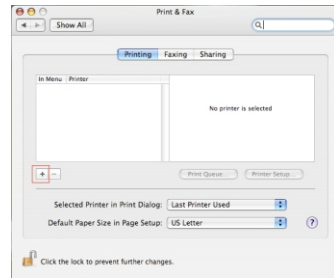 Print & Fax
Show All
Printing Faxing Sharing
In Menu Printer
No printer is selected
+ −
Print Queue... Printer Setup...
Selected Printer in Print Dialog: Last Printer Used
Default Paper Size in Page Setup: US Letter
?
Click the lock to prevent further changes.